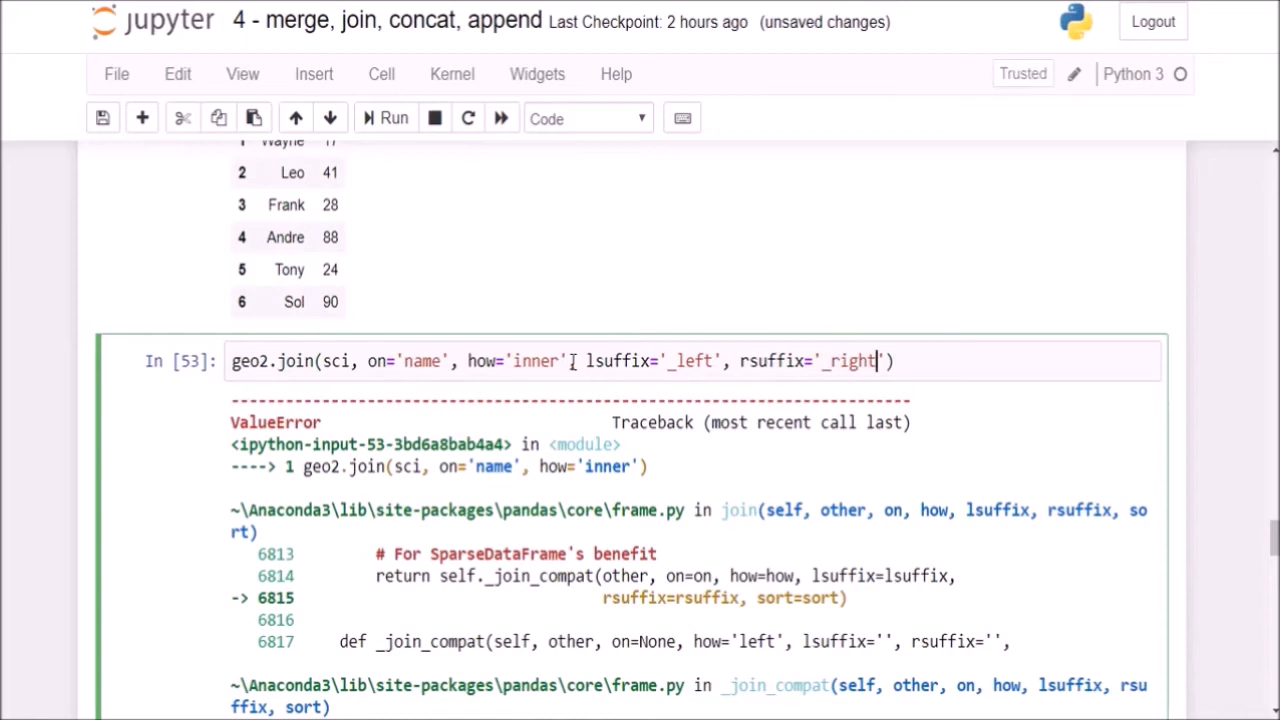 jupyter 4 - merge, join, concat, append Last Checkpoint: 2 hours ago (unsaved changes) Logout
File Edit View Insert Cell Kernel Widgets Help Trusted Python 3
Run Code
1 Wayne 17
2 Leo 41
3 Frank 28
4 Andre 88
5 Tony 24
6 Sol 90
In [53]: geo2.join(sci, on='name', how='inner', lsuffix='_left', rsuffix='_right')
---------------------------------------------------------------------------
ValueError Traceback (most recent call last)
<ipython-input-53-3bd6a8bab4a4> in <module>
----> 1 geo2.join(sci, on='name', how='inner')
~\Anaconda3\lib\site-packages\pandas\core\frame.py in join(self, other, on, how, lsuffix, rsuffix, so
rt)
6813 # For SparseDataFrame's benefit
6814 return self._join_compat(other, on=on, how=how, lsuffix=lsuffix,
-> 6815 rsuffix=rsuffix, sort=sort)
6816
6817 def _join_compat(self, other, on=None, how='left', lsuffix='', rsuffix='',
~\Anaconda3\lib\site-packages\pandas\core\frame.py in _join_compat(self, other, on, how, lsuffix, rsu
ffix, sort)